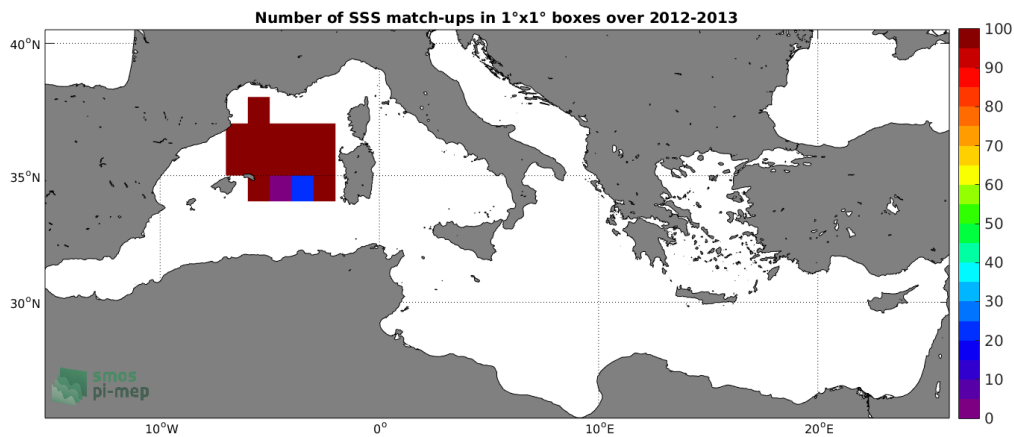 Number of SSS match-ups in 1°x1° boxes over 2012-2013
40°N
35°N
30°N
10°W
0°
10°E
20°E
100
90
80
70
60
50
40
30
20
10
0
smos
pi-mep